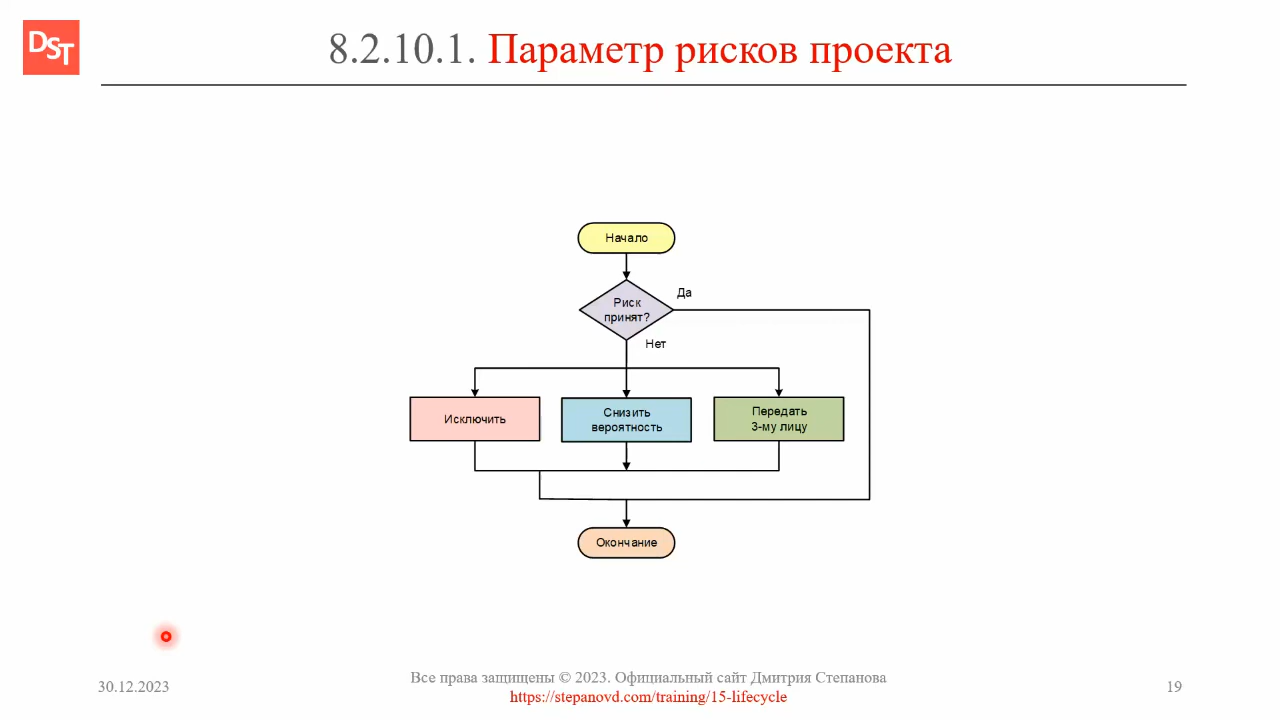 DST
8.2.10.1. Параметр рисков проекта
Начало
Да
Риск
принят?
Нет
Исключить
Снизить
вероятность
Передать
3-му лицу
Окончание
30.12.2023
Все права защищены © 2023. Официальный сайт Дмитрия Степанова
https://stepanovd.com/training/15-lifecycle
19